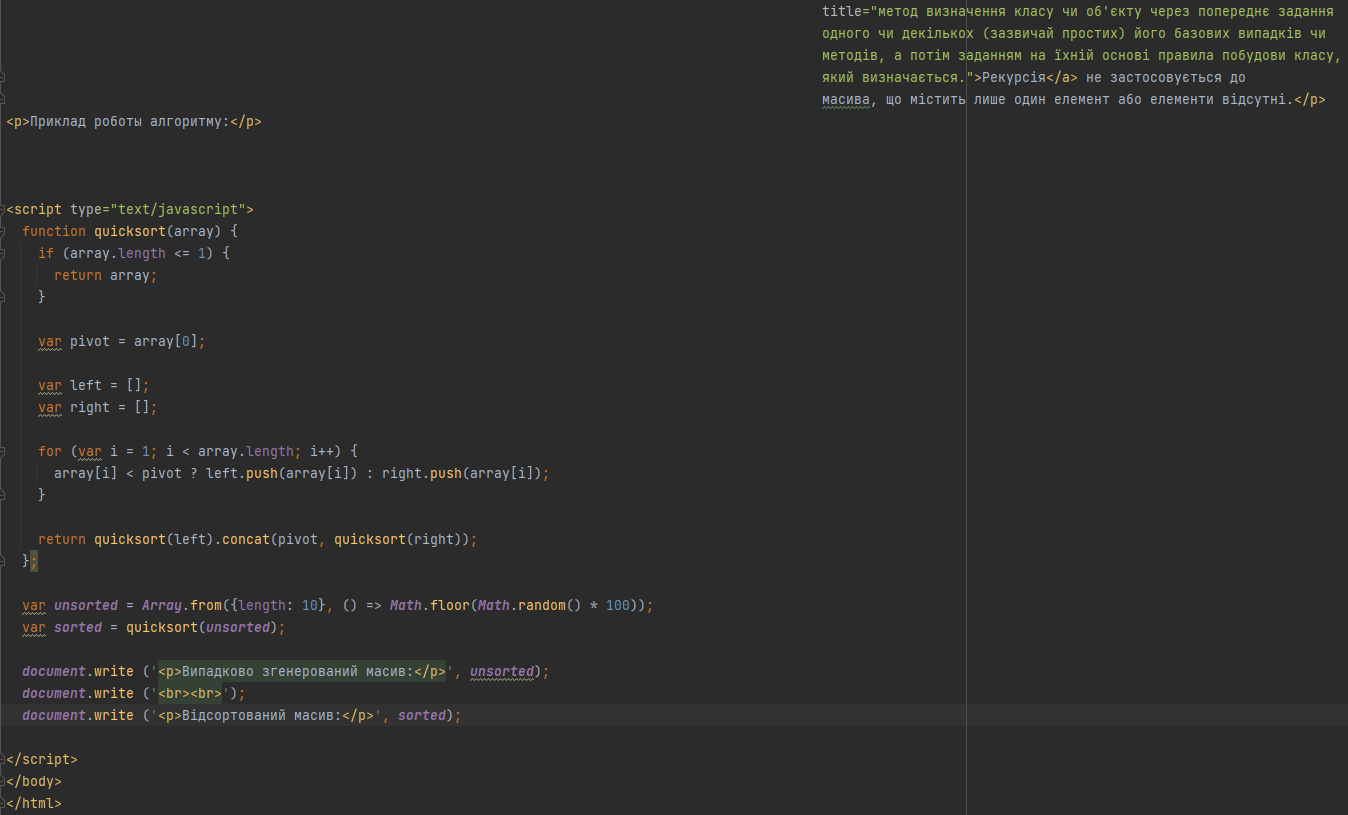 title="метод визначення класу чи об'єкту через попереднє задання
одного чи декількох (зазвичай простих) його базових випадків чи
методів, а потім заданням на їхній основі правила побудови класу,
який визначається.">Рекурсія</a> не застосовується до
масива, що містить лише один елемент або елементи відсутні.</p>
<p>Приклад роботы алгоритму:</p>
<script type="text/javascript">
function quicksort(array) {
if (array.length <= 1) {
return array;
}
var pivot = array[0];
var left = [];
var right = [];
for (var i = 1; i < array.length; i++) {
array[i] < pivot ? left.push(array[i]) : right.push(array[i]);
}
return quicksort(left).concat(pivot, quicksort(right));
};
var unsorted = Array.from({length: 10}, () => Math.floor(Math.random() * 100));
var sorted = quicksort(unsorted);
document.write ('<p>Випадково згенерований масив:</p>', unsorted);
document.write ('<br><br>');
document.write ('<p>Відсортований масив:</p>', sorted);
</script>
</body>
</html>